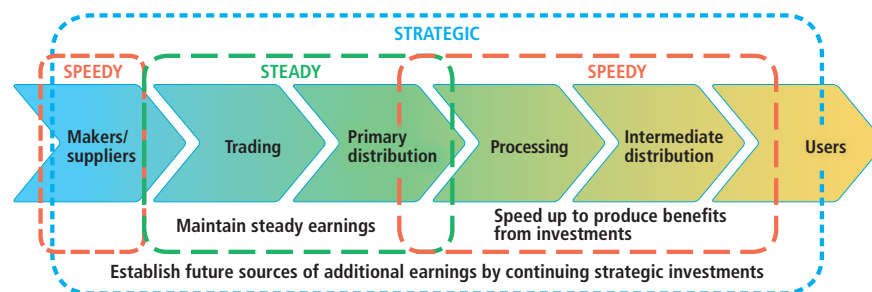 STRATEGIC
SPEEDY
STEADY
SPEEDY
Makers/
suppliers
Trading
Primary
distribution
Processing
Intermediate
distribution
Users
Maintain steady earnings
Speed up to produce benefits
from investments
Establish future sources of additional earnings by continuing strategic investments